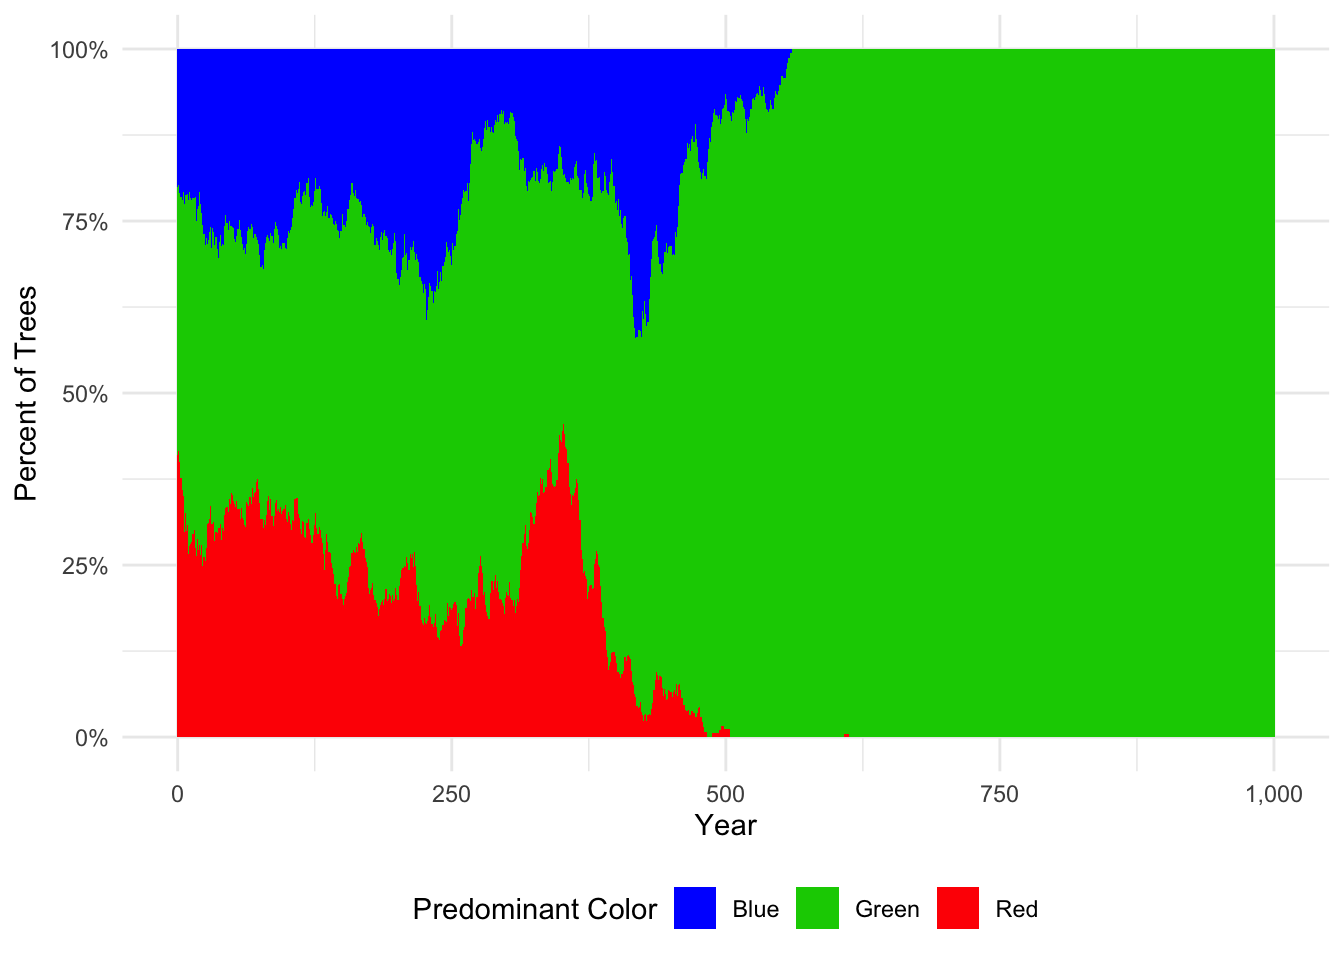 100%
75%
50%
25%
0%
Percent of Trees
0 250 500 750 1,000
Year
Predominant Color Blue Green Red